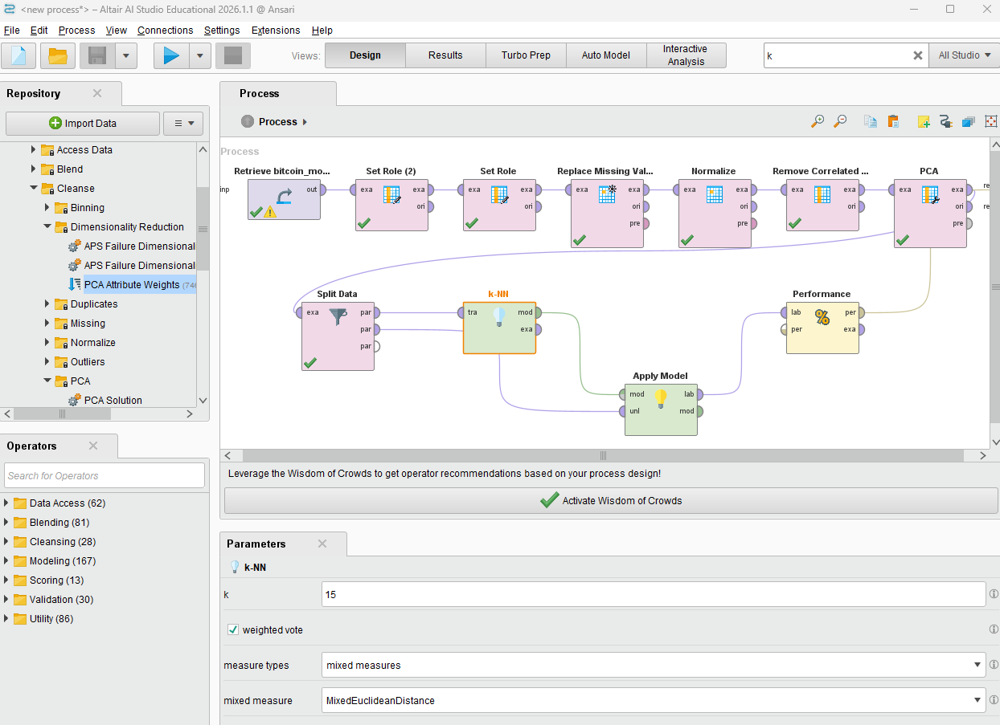 <new process*> – Altair AI Studio Educational 2026.1.1 @ Ansari
File Edit Process View Connections Settings Extensions Help
Views: Design Results Turbo Prep Auto Model Interactive Analysis k All Studio
Repository
Import Data
Access Data
Blend
Cleanse
Binning
Dimensionality Reduction
APS Failure Dimensional
APS Failure Dimensional
PCA Attribute Weights
Duplicates
Missing
Normalize
Outliers
PCA
PCA Solution
Operators
Search for Operators
Data Access (62)
Blending (81)
Cleansing (28)
Modeling (167)
Scoring (13)
Validation (30)
Utility (86)
Process
Process
Process
Retrieve bitcoin_mo... Set Role (2) Set Role Replace Missing Val... Normalize Remove Correlated ... PCA
inp out exa exa exa exa exa exa exa exa exa exa exa exa re
ori ori ori ori ori ori re
pre pre pre
Split Data k-NN Performance
exa par tra mod lab per
par exa per exa
par
Apply Model
mod lab
unl mod
Leverage the Wisdom of Crowds to get operator recommendations based on your process design!
Activate Wisdom of Crowds
Parameters
k-NN
k 15
weighted vote
measure types mixed measures
mixed measure MixedEuclideanDistance